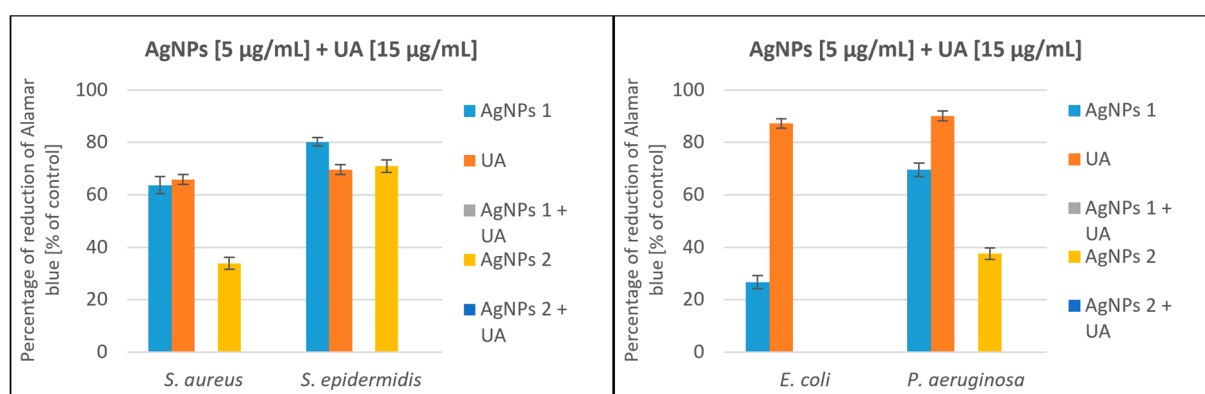 AgNPs [5 µg/mL] + UA [15 µg/mL]
Percentage of reduction of Alamar
blue [% of control]
100
80
60
40
20
0
S. aureus
S. epidermidis
AgNPs 1
UA
AgNPs 1 +
UA
AgNPs 2
AgNPs 2 +
UA
AgNPs [5 µg/mL] + UA [15 µg/mL]
Percentage of reduction of Alamar
blue [% of control]
100
80
60
40
20
0
E. coli
P. aeruginosa
AgNPs 1
UA
AgNPs 1 +
UA
AgNPs 2
AgNPs 2 +
UA